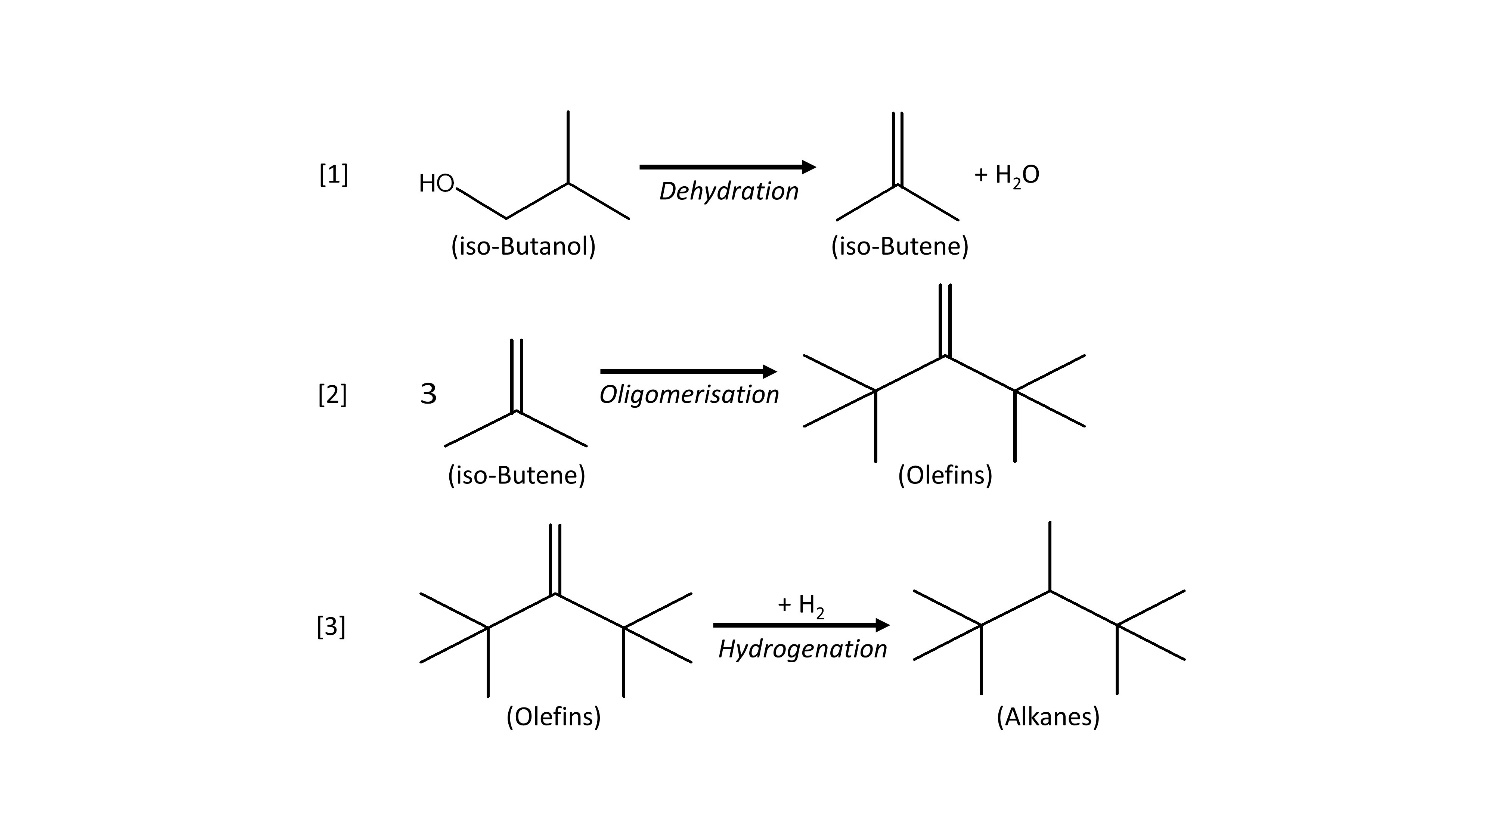 [1] HO Dehydration + H₂O
(iso-Butanol) (iso-Butene)
[2] 3 Oligomerisation
(iso-Butene) (Olefins)
[3] + H₂
Hydrogenation
(Olefins) (Alkanes)